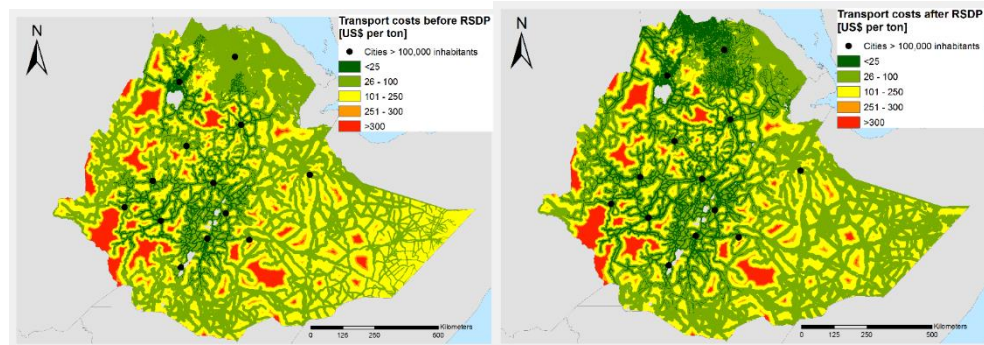 Transport costs before RSDP
[US$ per ton]
Cities > 100,000 inhabitants
<25
26 - 100
101 - 250
251 - 300
>300
N
0 125 250 500
Kilometers
Transport costs after RSDP
[US$ per ton]
Cities > 100,000 inhabitants
<25
26 - 100
101 - 250
251 - 300
>300
N
0 125 250 500
Kilometers